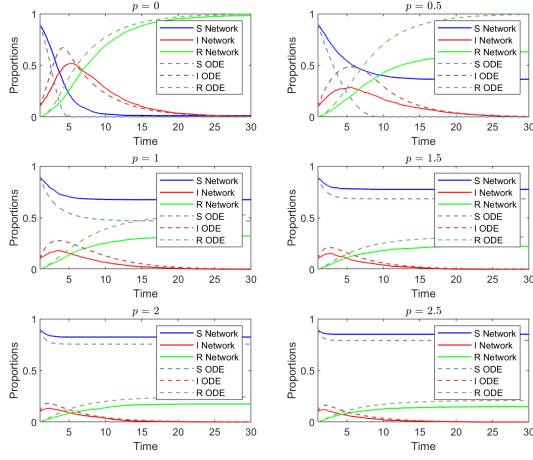 p = 0
Proportions
1
0.5
0
S Network
I Network
R Network
S ODE
I ODE
R ODE
5 10 15 20 25 30
Time
p = 0.5
Proportions
1
0.5
0
S Network
I Network
R Network
S ODE
I ODE
R ODE
5 10 15 20 25 30
Time
p = 1
Proportions
1
0.5
0
S Network
I Network
R Network
S ODE
I ODE
R ODE
5 10 15 20 25 30
Time
p = 1.5
Proportions
1
0.5
0
S Network
I Network
R Network
S ODE
I ODE
R ODE
5 10 15 20 25 30
Time
p = 2
Proportions
1
0.5
0
S Network
I Network
R Network
S ODE
I ODE
R ODE
5 10 15 20 25 30
Time
p = 2.5
Proportions
1
0.5
0
S Network
I Network
R Network
S ODE
I ODE
R ODE
5 10 15 20 25 30
Time